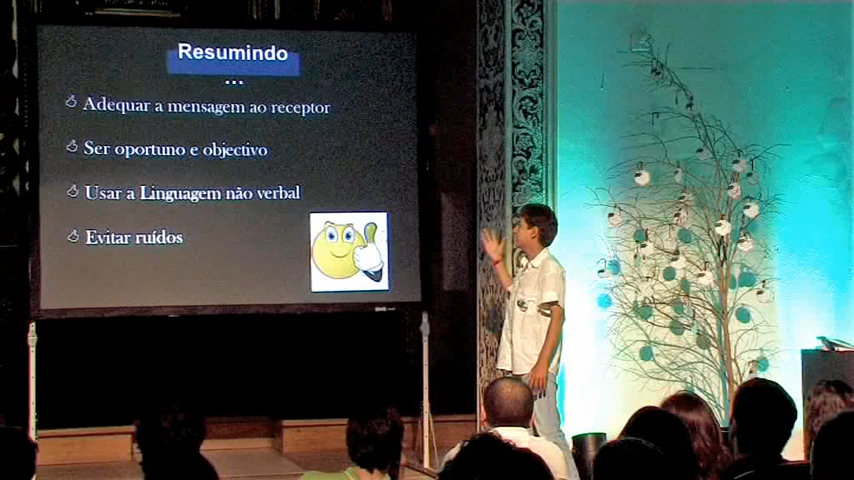 Resumindo
...
Adequar a mensagem ao receptor
Ser oportuno e objectivo
Usar a Linguagem não verbal
Evitar ruídos